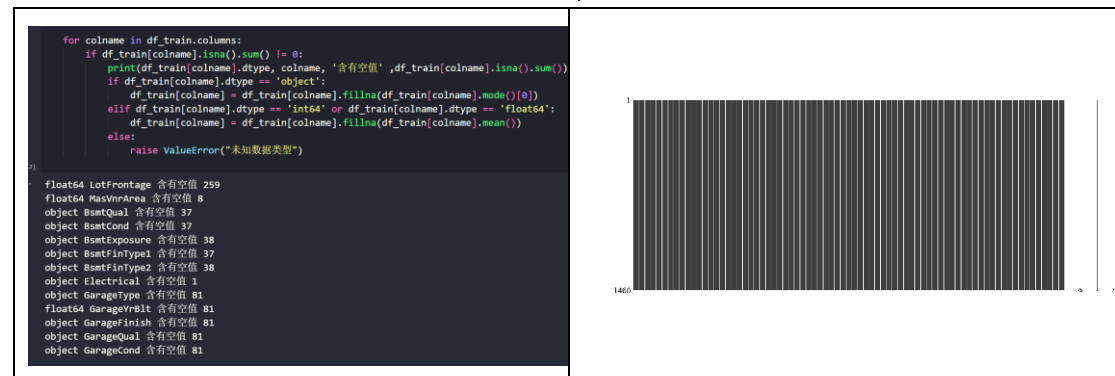 for colname in df_train.columns:
if df_train[colname].isna().sum() != 0:
print(df_train[colname].dtype, colname, '含有空值' ,df_train[colname].isna().sum())
if df_train[colname].dtype == 'object':
df_train[colname] = df_train[colname].fillna(df_train[colname].mode()[0])
elif df_train[colname].dtype == 'int64' or df_train[colname].dtype == 'float64':
df_train[colname] = df_train[colname].fillna(df_train[colname].mean())
else:
raise ValueError("未知数据类型")
float64 LotFrontage 含有空值 259
float64 MasVnrArea 含有空值 8
object BsmtQual 含有空值 37
object BsmtCond 含有空值 37
object BsmtExposure 含有空值 38
object BsmtFinType1 含有空值 37
object BsmtFinType2 含有空值 38
object Electrical 含有空值 1
object GarageType 含有空值 81
float64 GarageYrBlt 含有空值 81
object GarageFinish 含有空值 81
object GarageQual 含有空值 81
object GarageCond 含有空值 81
1
1460